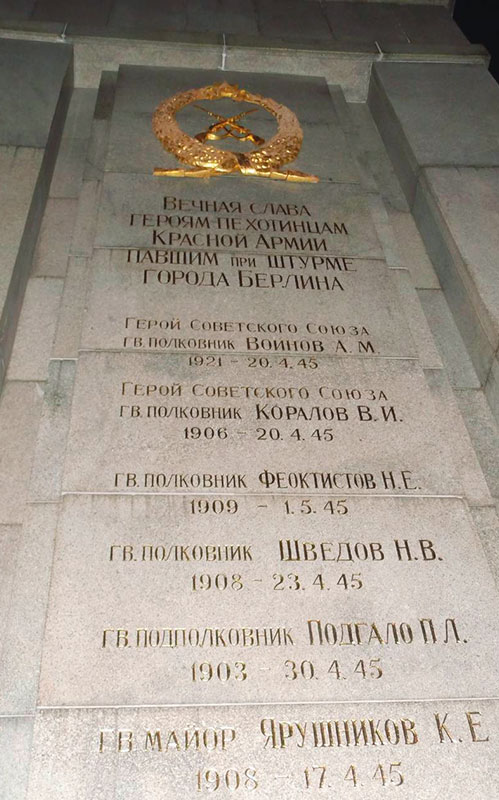 Вечная слава
героям-пехотинцам
Красной Армии
павшим при штурме
города Берлина
Герой Советского Союза
гв. полковник Воинов А. М.
1921 - 20.4.45
Герой Советского Союза
гв. полковник Коралов В. И.
1906 - 20.4.45
гв. полковник Феоктистов Н. Е.
1909 - 1.5.45
гв. полковник Шведов Н. В.
1908 - 23.4.45
гв. подполковник Подгало П. Л.
1903 - 30.4.45
гв. майор Ярушников К. Е
1908 - 17.4.45